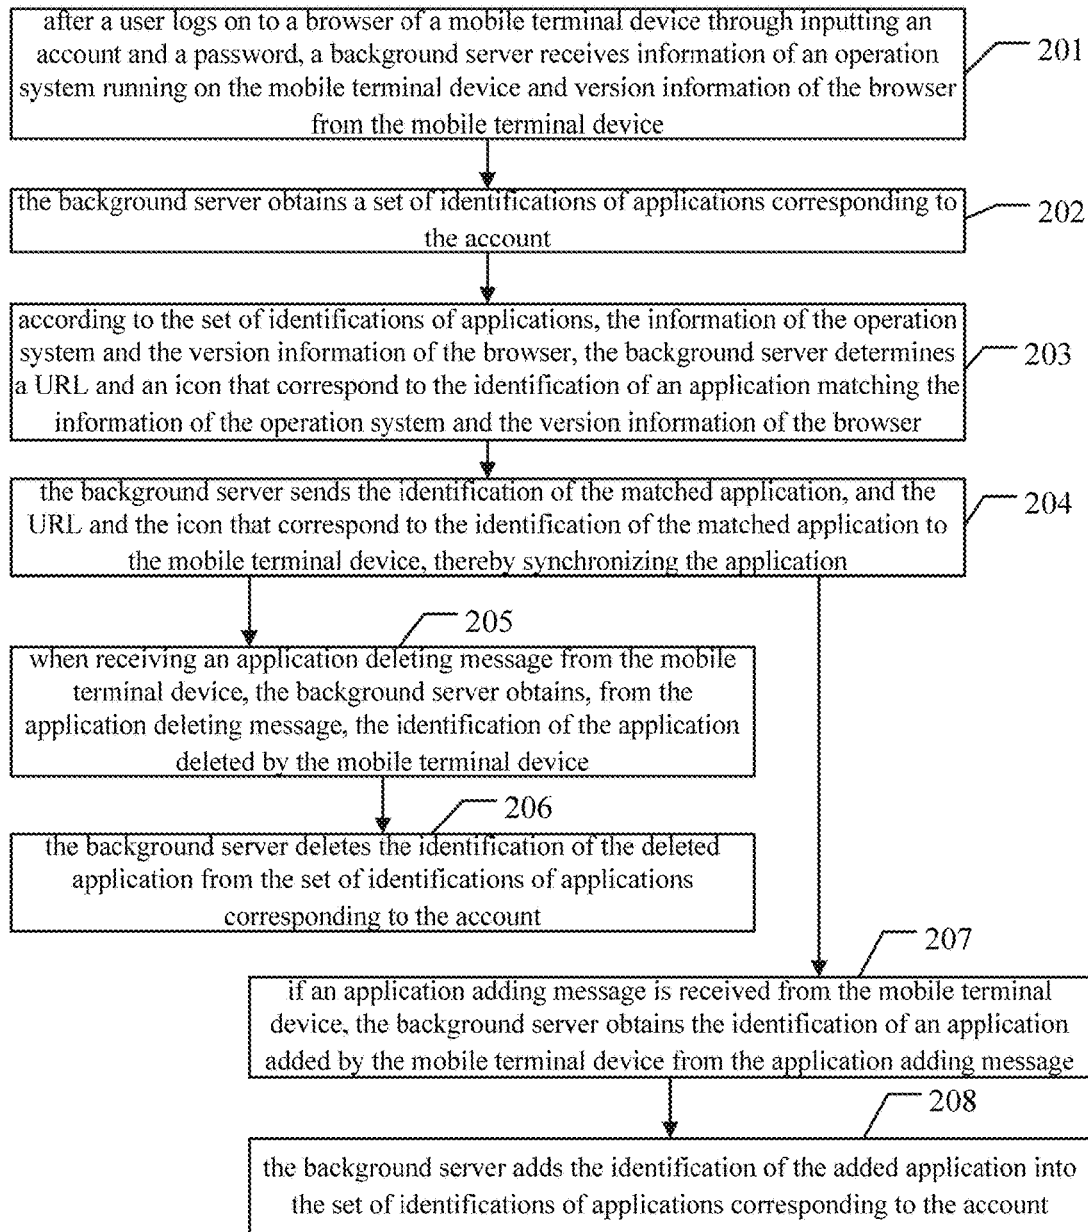 after a user logs on to a browser of a mobile terminal device through inputting an
account and a password, a background server receives information of an operation
system running on the mobile terminal device and version information of the browser
from the mobile terminal device
201
the background server obtains a set of identifications of applications corresponding to
the account
202
according to the set of identifications of applications, the information of the operation
system and the version information of the browser, the background server determines
a URL and an icon that correspond to the identification of an application matching the
information of the operation system and the version information of the browser
203
the background server sends the identification of the matched application, and the
URL and the icon that correspond to the identification of the matched application to
the mobile terminal device, thereby synchronizing the application
204
205
when receiving an application deleting message from the mobile
terminal device, the background server obtains, from the
application deleting message, the identification of the application
deleted by the mobile terminal device
206
the background server deletes the identification of the deleted
application from the set of identifications of applications
corresponding to the account
207
if an application adding message is received from the mobile terminal
device, the background server obtains the identification of an application
added by the mobile terminal device from the application adding message
208
the background server adds the identification of the added application into
the set of identifications of applications corresponding to the account